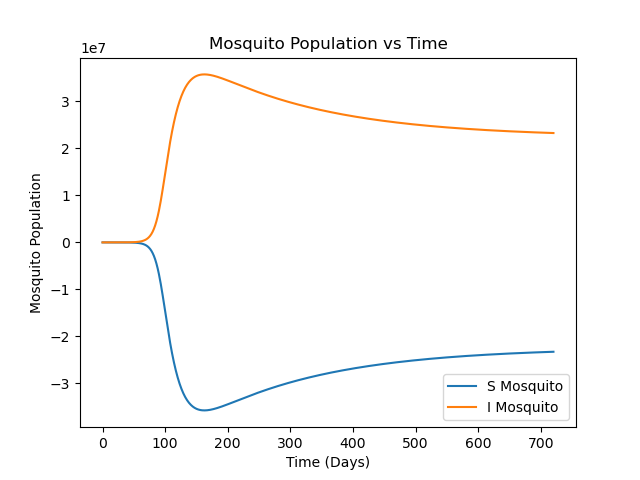 Mosquito Population vs Time
1e7
Mosquito Population
3
2
1
0
−1
−2
−3
0 100 200 300 400 500 600 700
Time (Days)
S Mosquito
I Mosquito